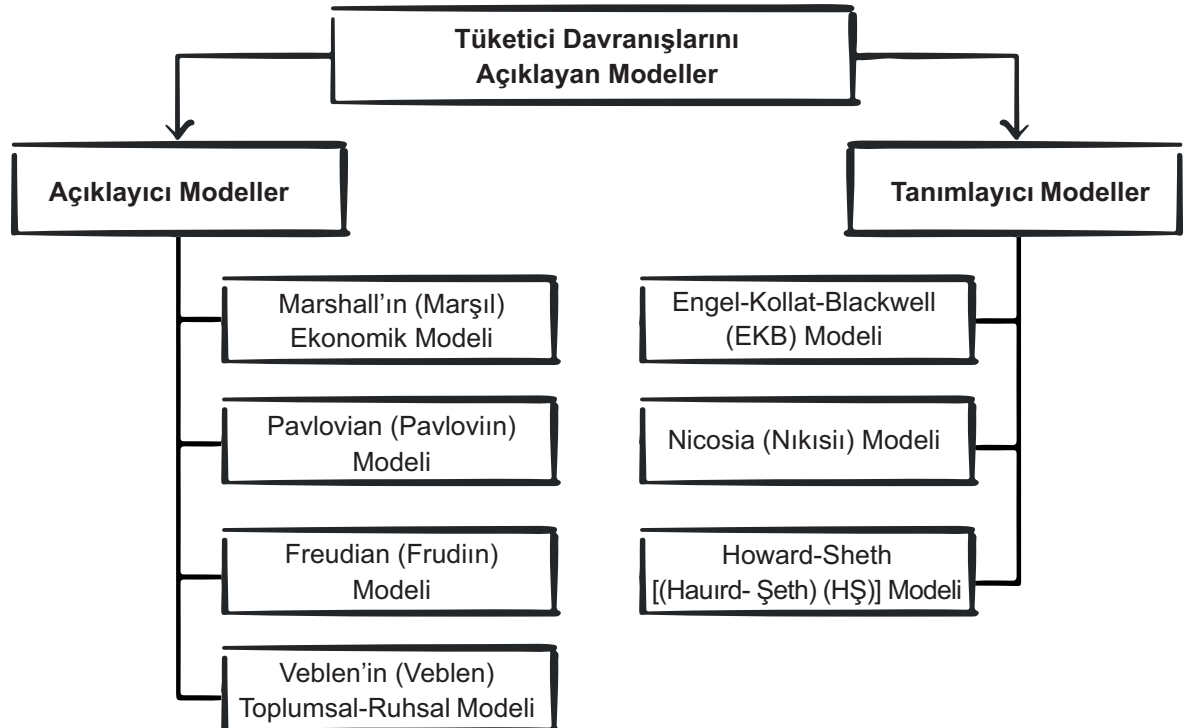 Tüketici Davranışlarını
Açıklayan Modeller
Açıklayıcı Modeller
Tanımlayıcı Modeller
Marshall’ın (Marşıl)
Ekonomik Modeli
Pavlovian (Pavloviın)
Modeli
Freudian (Frudiın)
Modeli
Veblen’in (Veblen)
Toplumsal-Ruhsal Modeli
Engel-Kollat-Blackwell
(EKB) Modeli
Nicosia (Nıkısiı) Modeli
Howard-Sheth
[(Hauırd- Şeth) (HŞ)] Modeli